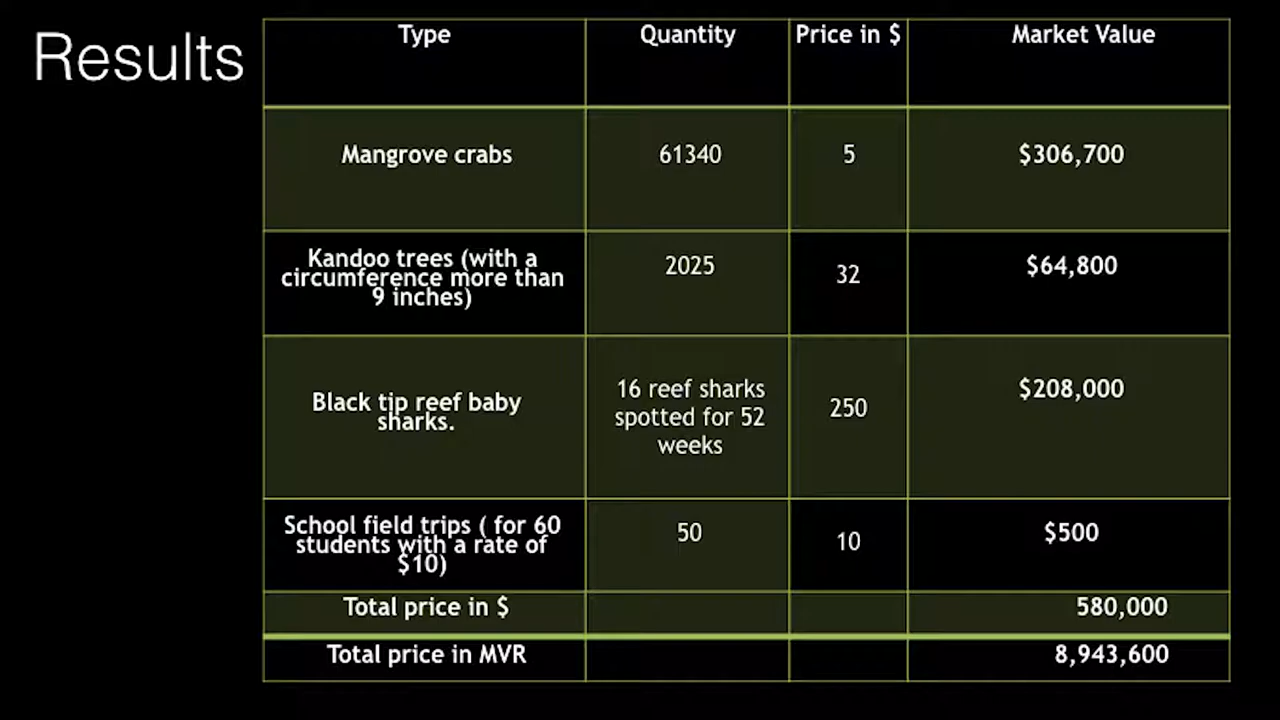 Results
Type Quantity Price in $ Market Value
Mangrove crabs 61340 5 $306,700
Kandoo trees (with a
circumference more than
9 inches)
2025 32 $64,800
Black tip reef baby
sharks.
16 reef sharks
spotted for 52
weeks
250 $208,000
School field trips ( for 60
students with a rate of
$10)
50 10 $500
Total price in $ 580,000
Total price in MVR 8,943,600